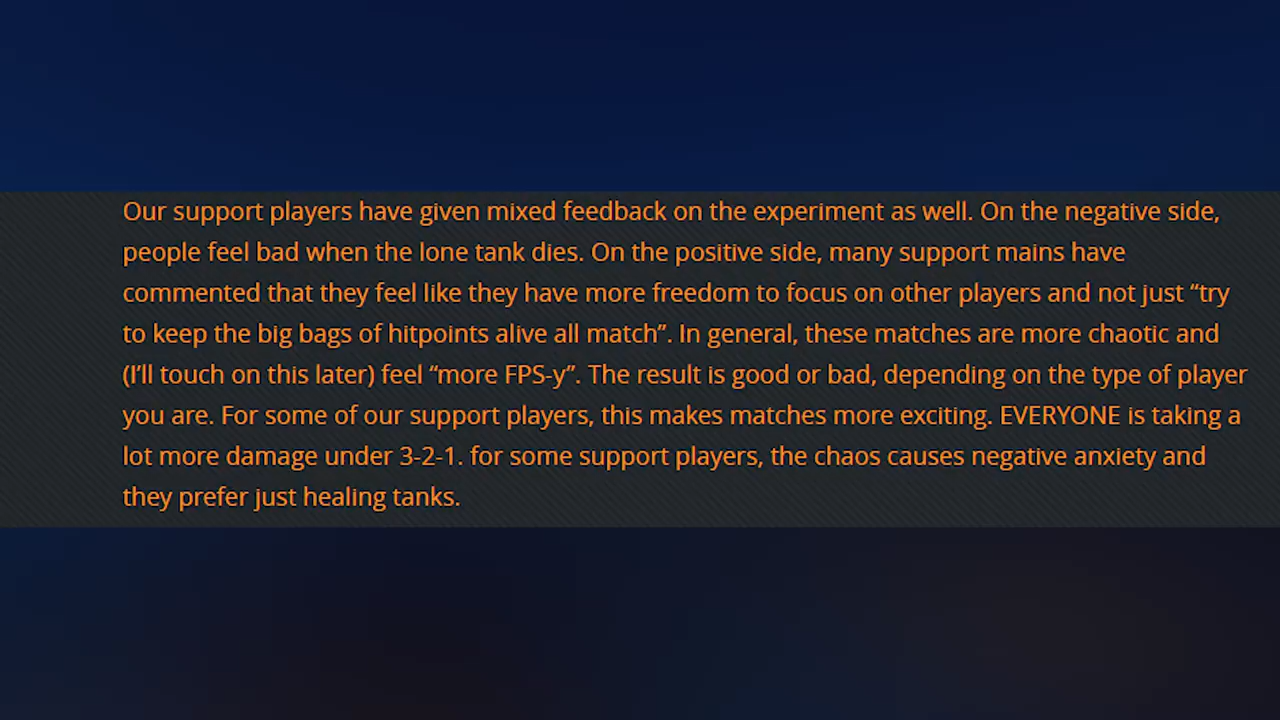 Our support players have given mixed feedback on the experiment as well. On the negative side,
people feel bad when the lone tank dies. On the positive side, many support mains have
commented that they feel like they have more freedom to focus on other players and not just “try
to keep the big bags of hitpoints alive all match”. In general, these matches are more chaotic and
(I’ll touch on this later) feel “more FPS-y”. The result is good or bad, depending on the type of player
you are. For some of our support players, this makes matches more exciting. EVERYONE is taking a
lot more damage under 3-2-1. for some support players, the chaos causes negative anxiety and
they prefer just healing tanks.